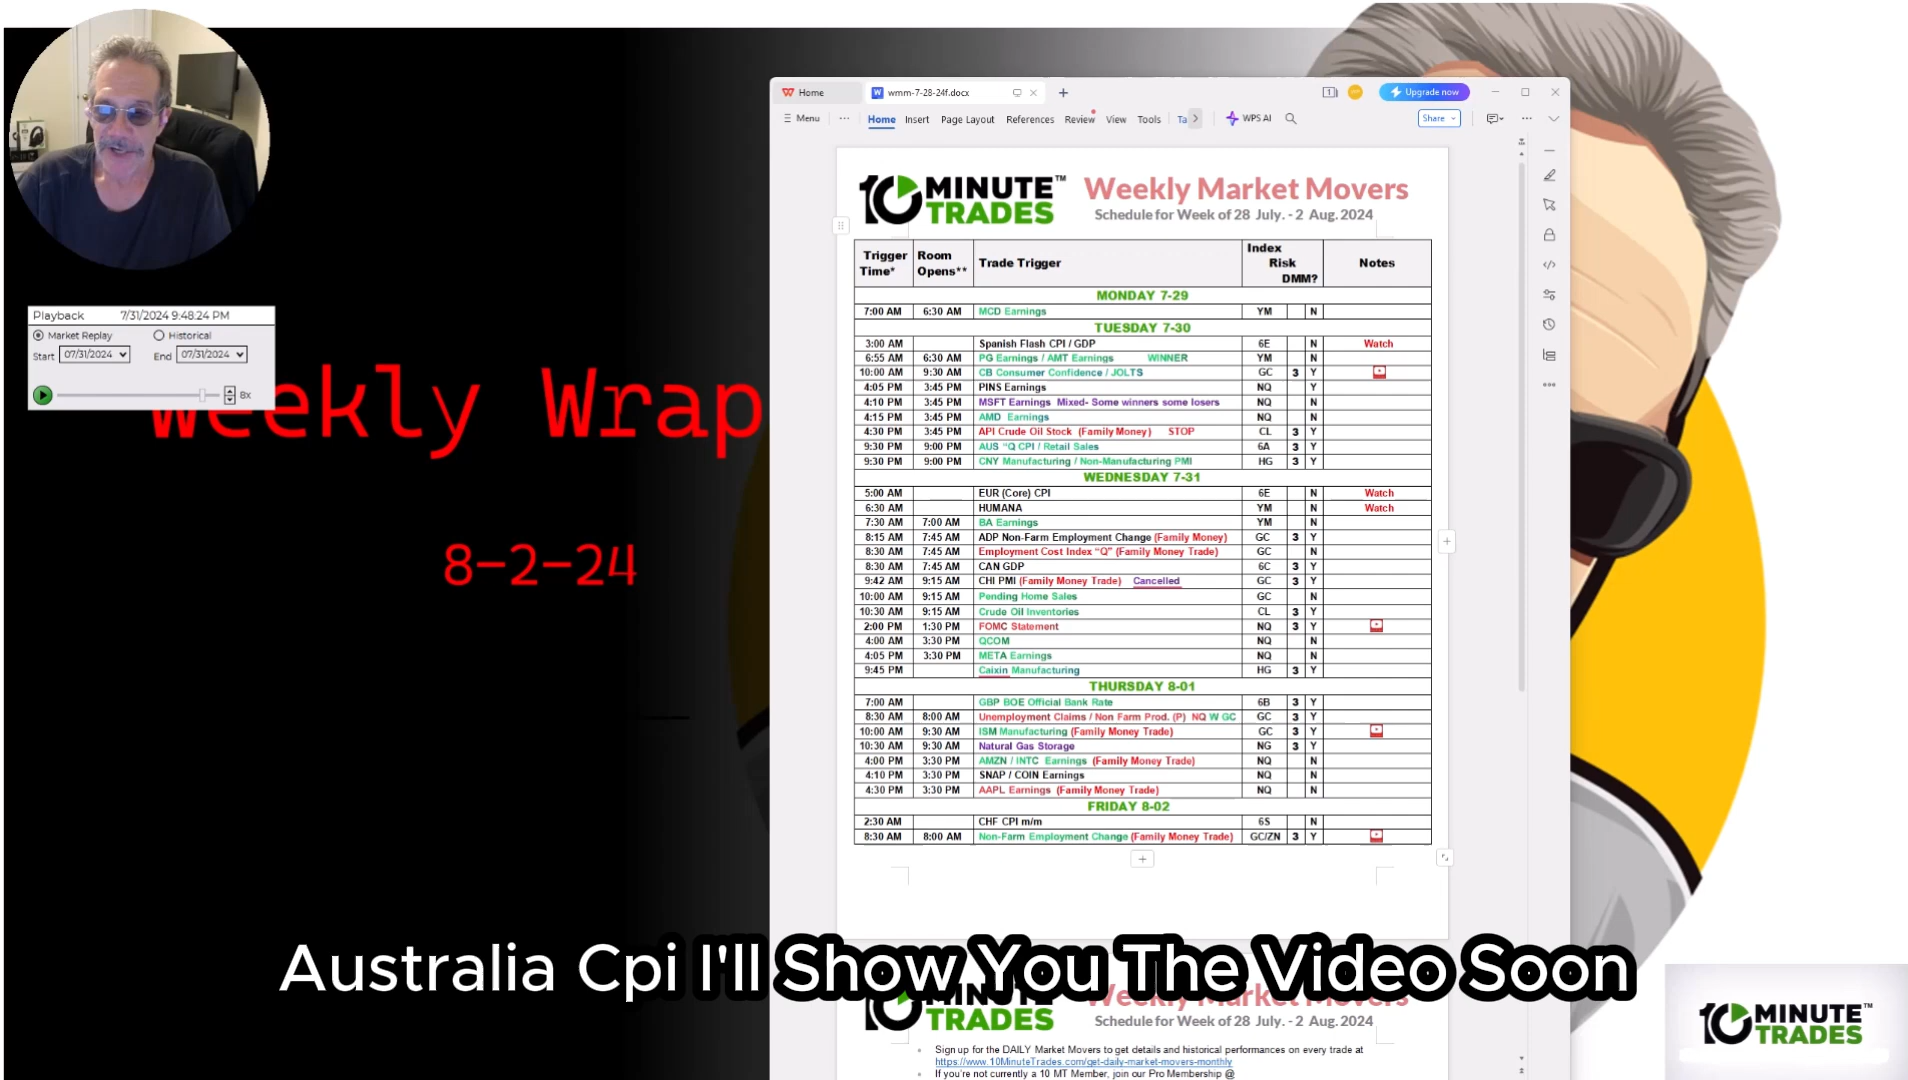 Home
wmm-7-28-24f.docx
Upgrade now
Menu
Home Insert Page Layout References Review View Tools Ta
WPS AI
Share
10 MINUTE TRADES™
Weekly Market Movers
Schedule for Week of 28 July. - 2 Aug. 2024
Trigger Time* Room Opens** Trade Trigger Index Risk DMM? Notes
MONDAY 7-29
7:00 AM 6:30 AM MCD Earnings YM N
TUESDAY 7-30
3:00 AM Spanish Flash CPI / GDP 6E N Watch
6:55 AM 6:30 AM PG Earnings / AMT Earnings WINNER YM N
10:00 AM 9:30 AM CB Consumer Confidence / JOLTS GC 3 Y
4:05 PM 3:45 PM PINS Earnings NQ Y
4:10 PM 3:45 PM MSFT Earnings Mixed- Some winners some losers NQ N
4:15 PM 3:45 PM AMD Earnings NQ N
4:30 PM 3:45 PM API Crude Oil Stock (Family Money) STOP CL 3 Y
9:30 PM 9:00 PM AUS "Q CPI / Retail Sales 6A 3 Y
9:30 PM 9:00 PM CNY Manufacturing / Non-Manufacturing PMI HG 3 Y
WEDNESDAY 7-31
5:00 AM EUR (Core) CPI 6E N Watch
6:30 AM HUMANA YM N Watch
7:30 AM 7:00 AM BA Earnings YM N
8:15 AM 7:45 AM ADP Non-Farm Employment Change (Family Money) GC 3 Y
8:30 AM 7:45 AM Employment Cost Index "Q" (Family Money Trade) GC N
8:30 AM 7:45 AM CAN GDP 6C 3 Y
9:42 AM 9:15 AM CHI PMI (Family Money Trade) Cancelled GC 3 Y
10:00 AM 9:15 AM Pending Home Sales GC N
10:30 AM 9:15 AM Crude Oil Inventories CL 3 Y
2:00 PM 1:30 PM FOMC Statement NQ 3 Y
4:00 AM 3:30 PM QCOM NQ N
4:05 PM 3:30 PM META Earnings NQ N
9:45 PM Caixin Manufacturing HG 3 Y
THURSDAY 8-01
7:00 AM GBP BOE Official Bank Rate 6B 3 Y
8:30 AM 8:00 AM Unemployment Claims / Non Farm Prod. (P) NQ W GC GC 3 Y
10:00 AM 9:30 AM ISM Manufacturing (Family Money Trade) GC 3 Y
10:30 AM 9:30 AM Natural Gas Storage NG 3 Y
4:00 PM 3:30 PM AMZN / INTC Earnings (Family Money Trade) NQ N
4:10 PM 3:30 PM SNAP / COIN Earnings NQ N
4:30 PM 3:30 PM AAPL Earnings (Family Money Trade) NQ N
FRIDAY 8-02
2:30 AM CHF CPI m/m 6S N
8:30 AM 8:00 AM Non-Farm Employment Change (Family Money Trade) GC/ZN 3 Y
Playback 7/31/2024 9:48:24 PM
Market Replay Historical
Start 07/31/2024 End 07/31/2024
8x
Weekly Wrap
8-2-24
Australia Cpi I'll Show You The Video Soon
10 MINUTE TRADES
Weekly Market Movers
Schedule for Week of 28 July. - 2 Aug. 2024
Sign up for the DAILY Market Movers to get details and historical performances on every trade at
https://www.10MinuteTrades.com/get-daily-market-movers-monthly
If you're not currently a 10 MT Member, join our Pro Membership @
10 MINUTE TRADES™